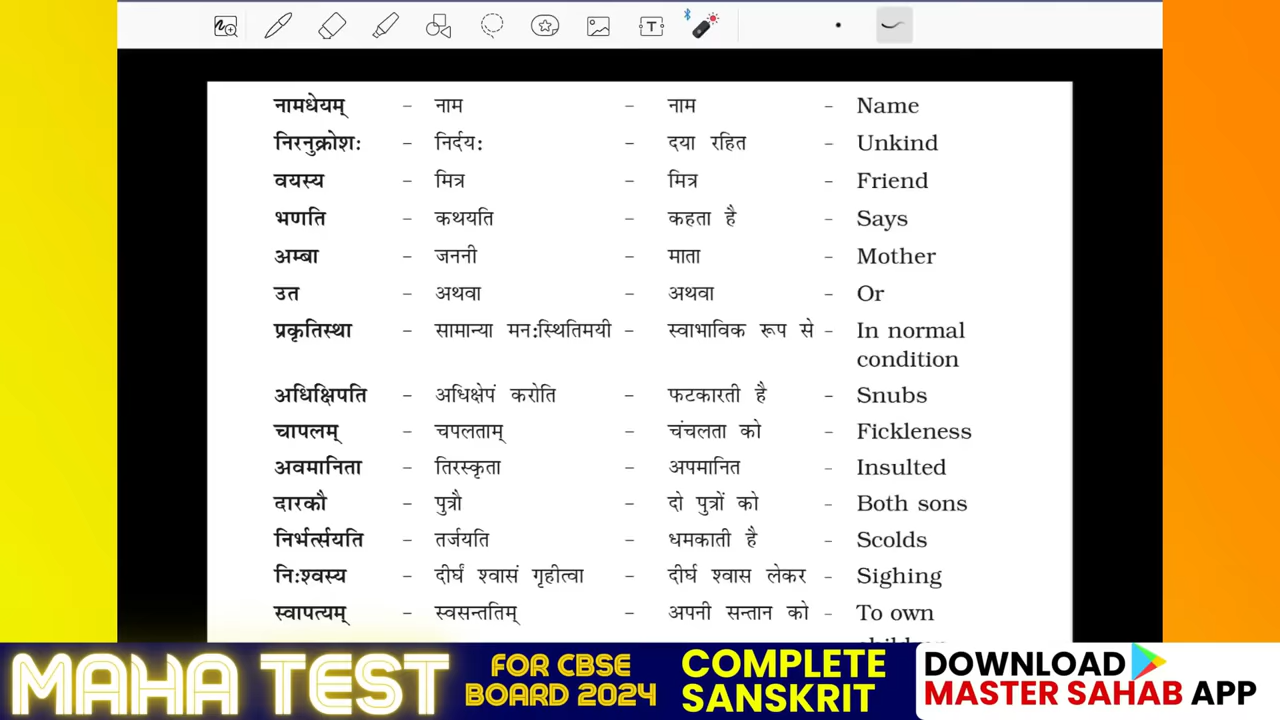 नामधेयम् - नाम - नाम - Name
निरनुक्रोशः - निर्दयः - दया रहित - Unkind
वयस्य - मित्र - मित्र - Friend
भणति - कथयति - कहता है - Says
अम्बा - जननी - माता - Mother
उत - अथवा - अथवा - Or
प्रकृतिस्था - सामान्या मनःस्थितिमयी - स्वाभाविक रूप से - In normal
condition
अधिक्षिपति - अधिक्षेपं करोति - फटकारती है - Snubs
चापलम् - चपलताम् - चंचलता को - Fickleness
अवमानिता - तिरस्कृता - अपमानित - Insulted
दारकौ - पुत्रौ - दो पुत्रों को - Both sons
निर्भर्त्सयति - तर्जयति - धमकाती है - Scolds
निःश्वस्य - दीर्घं श्वासं गृहीत्वा - दीर्घ श्वास लेकर - Sighing
स्वापत्यम् - स्वसन्ततिम् - अपनी सन्तान को - To own
MAHA TEST
FOR CBSE
BOARD 2024
COMPLETE
SANSKRIT
DOWNLOAD
MASTER SAHAB APP